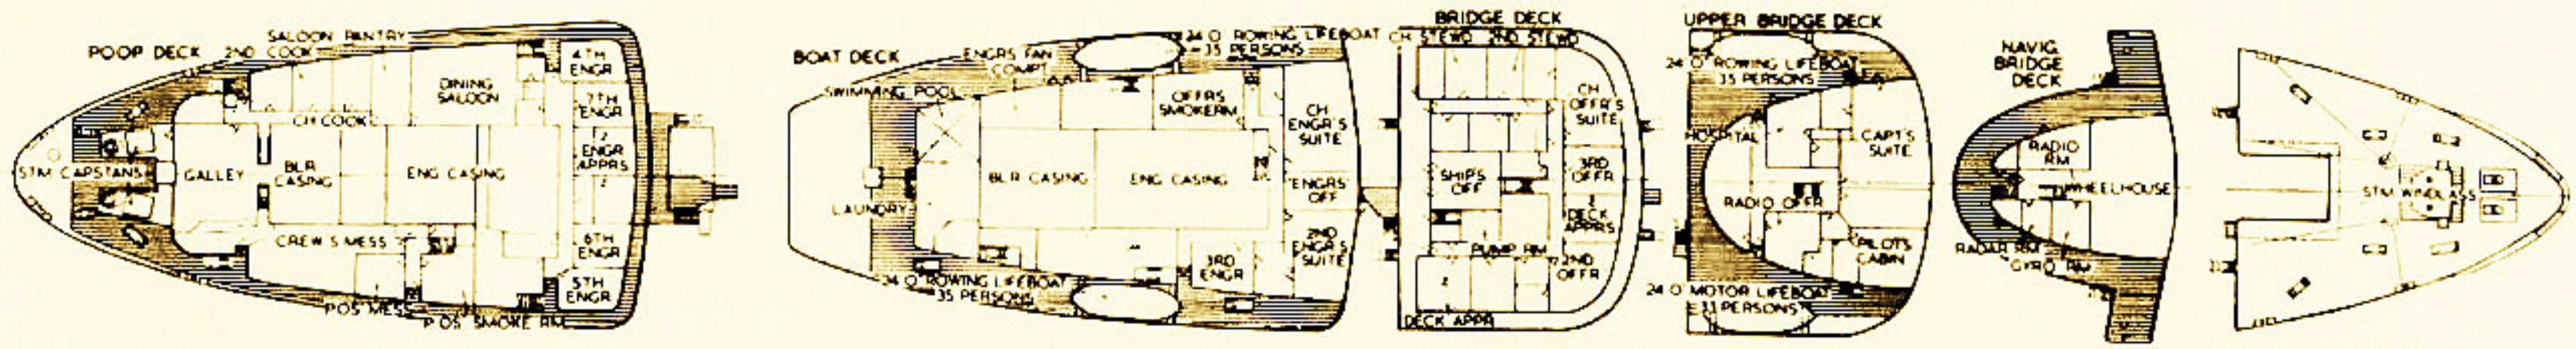 POOP DECK
SALOON PANTRY
2ND COOK
DINING
SALOON
4TH
ENGR
7TH
ENGR
2
ENGR
APPRS
2
6TH
ENGR
5TH
ENGR
CH COOK
STM CAPSTANS
GALLEY
BLR
CASING
ENG CASING
CREW'S MESS
POS MESS
P.OS SMOKE RM
BOAT DECK
ENGRS FAN
COMPT
24'0" ROWING LIFEBOAT
35 PERSONS
SWIMMING POOL
OFFRS
SMOKERM
CH
ENGR'S
SUITE
BLR CASING
ENG CASING
ENGRS
OFF
LAUNDRY
2ND
ENGR'S
SUITE
3RD
ENGR
24'0" ROWING LIFEBOAT
35 PERSONS
BRIDGE DECK
CH STEWD
2ND STEWD
CH
OFFR'S
SUITE
SHIPS
OFF
3RD
OFFR
2
DECK
APPRS
PUMP RM
2ND
OFFR
DECK APPR
UPPER BRIDGE DECK
24'0" ROWING LIFEBOAT
35 PERSONS
HOSPITAL
CAPT'S
SUITE
RADIO OFFR
PILOTS
CABIN
24'0" MOTOR LIFEBOAT
33 PERSONS
NAVIG.
BRIDGE
DECK
RADIO
RM
WHEELHOUSE
RADAR RM
GYRO RM
STM WINDLASS